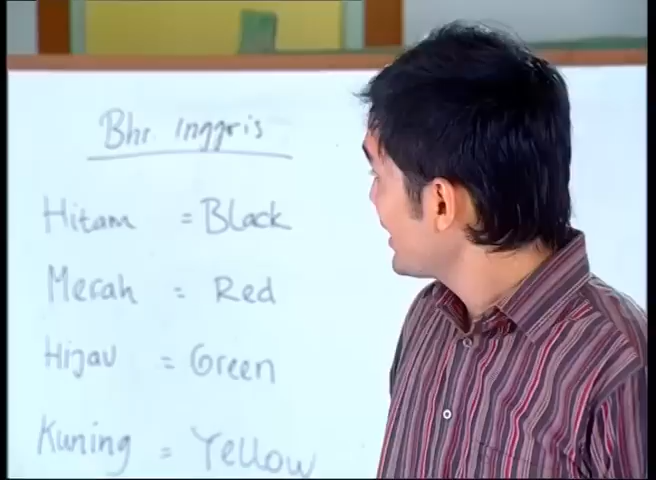 Bhs Inggris
Hitam = Black
Merah = Red
Hijau = Green
Kuning = Yellow